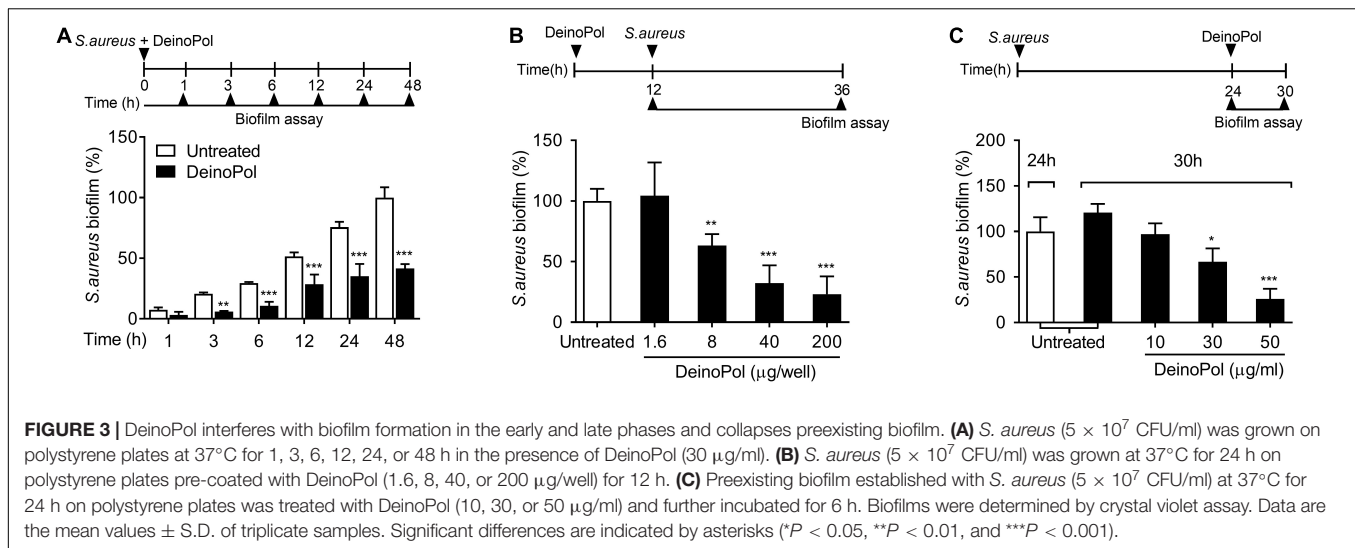 A
S.aureus + DeinoPol
0 1 3 6 12 24 48
Time (h)
Biofilm assay
S.aureus biofilm (%)
150
100
50
0
Untreated
DeinoPol
** *** *** *** ***
Time (h) 1 3 6 12 24 48
B
DeinoPol S.aureus
Time(h)
12 36
Biofilm assay
S.aureus biofilm (%)
150
100
50
0
** *** ***
Untreated 1.6 8 40 200
DeinoPol (μg/well)
C
S.aureus DeinoPol
Time(h)
24 30
Biofilm assay
S.aureus biofilm (%)
200
150
100
50
0
24h 30h
* ***
Untreated 10 30 50
DeinoPol (μg/ml)
FIGURE 3 | DeinoPol interferes with biofilm formation in the early and late phases and collapses preexisting biofilm. (A) S. aureus (5 × 10⁷ CFU/ml) was grown on
polystyrene plates at 37°C for 1, 3, 6, 12, 24, or 48 h in the presence of DeinoPol (30 μg/ml). (B) S. aureus (5 × 10⁷ CFU/ml) was grown at 37°C for 24 h on
polystyrene plates pre-coated with DeinoPol (1.6, 8, 40, or 200 μg/well) for 12 h. (C) Preexisting biofilm established with S. aureus (5 × 10⁷ CFU/ml) at 37°C for
24 h on polystyrene plates was treated with DeinoPol (10, 30, or 50 μg/ml) and further incubated for 6 h. Biofilms were determined by crystal violet assay. Data are
the mean values ± S.D. of triplicate samples. Significant differences are indicated by asterisks (*P < 0.05, **P < 0.01, and ***P < 0.001).